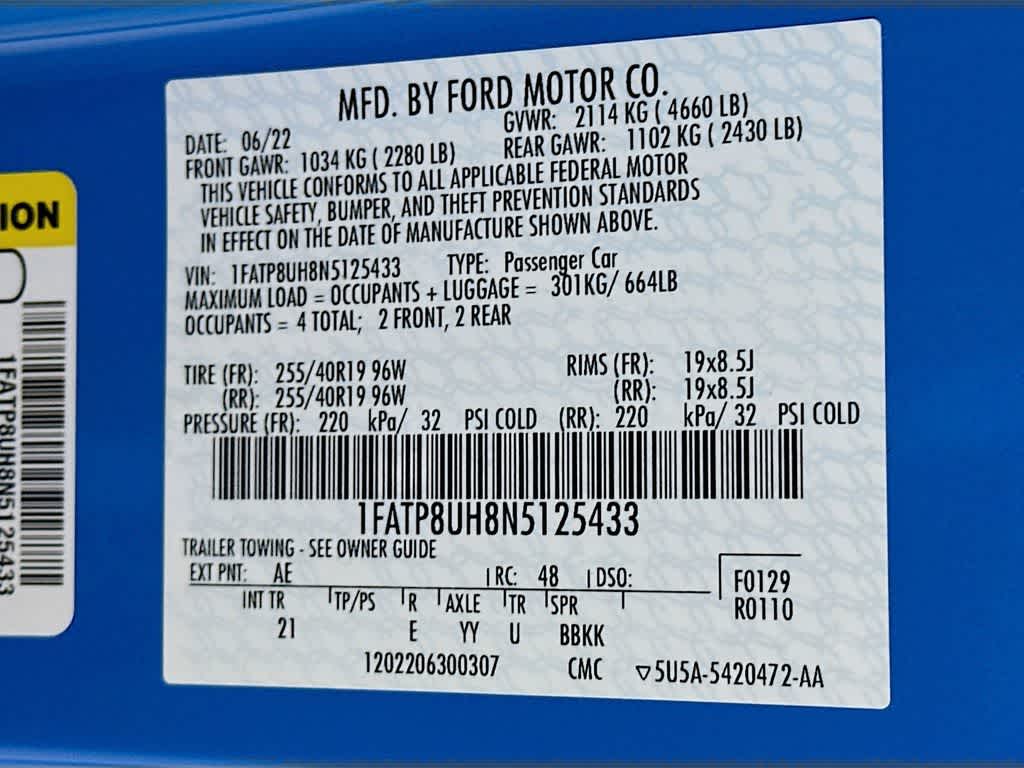 MFD. BY FORD MOTOR CO.
DATE: 06/22 GVWR: 2114 KG ( 4660 LB)
FRONT GAWR: 1034 KG ( 2280 LB) REAR GAWR: 1102 KG ( 2430 LB)
THIS VEHICLE CONFORMS TO ALL APPLICABLE FEDERAL MOTOR
VEHICLE SAFETY, BUMPER, AND THEFT PREVENTION STANDARDS
IN EFFECT ON THE DATE OF MANUFACTURE SHOWN ABOVE.
VIN: 1FATP8UH8N5125433 TYPE: Passenger Car
MAXIMUM LOAD = OCCUPANTS + LUGGAGE = 301KG/ 664LB
OCCUPANTS = 4 TOTAL; 2 FRONT, 2 REAR
TIRE (FR): 255/40R19 96W RIMS (FR): 19x8.5J
(RR): 255/40R19 96W (RR): 19x8.5J
PRESSURE (FR): 220 kPa/ 32 PSI COLD (RR): 220 kPa/ 32 PSI COLD
1FATP8UH8N5125433
TRAILER TOWING - SEE OWNER GUIDE
EXT PNT: AE RC: 48 DSO: F0129
INT TR TP/PS R AXLE TR SPR R0110
21 E YY U BBKK
1202206300307 CMC ▽5U5A-5420472-AA
ION
1FATP8UH8N5125433